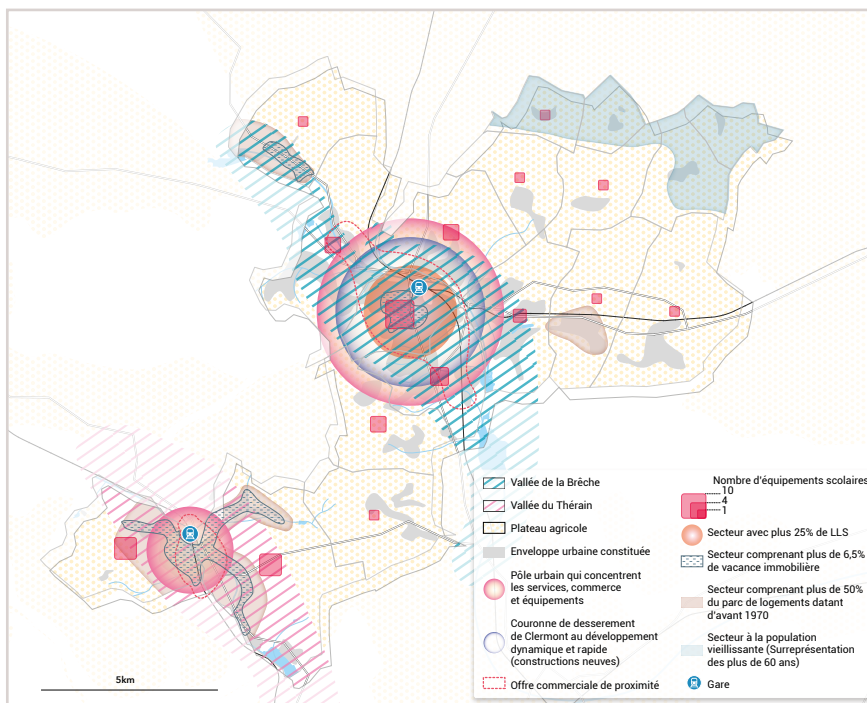 Vallée de la Brêche
Vallée du Thérain
Plateau agricole
Enveloppe urbaine constituée
Pôle urbain qui concentrent
les services, commerce
et équipements
Couronne de desserement
de Clermont au développement
dynamique et rapide
(constructions neuves)
Offre commerciale de proximité
Nombre d'équipements scolaires
10
4
1
Secteur avec plus 25% de LLS
Secteur comprenant plus de 6,5%
de vacance immobilière
Secteur comprenant plus de 50%
du parc de logements datant
d'avant 1970
Secteur à la population
vieillissante (Surreprésentation
des plus de 60 ans)
Gare
5km